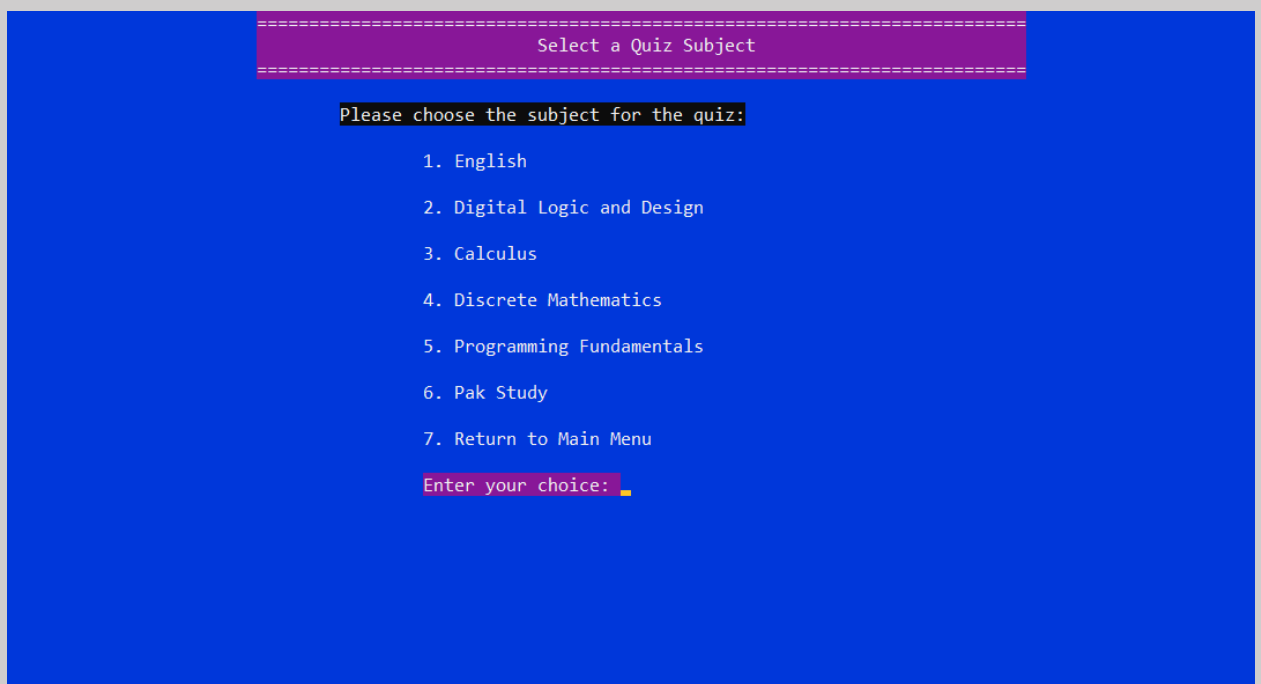 ==========================================================================
Select a Quiz Subject
==========================================================================
Please choose the subject for the quiz:
1. English
2. Digital Logic and Design
3. Calculus
4. Discrete Mathematics
5. Programming Fundamentals
6. Pak Study
7. Return to Main Menu
Enter your choice: